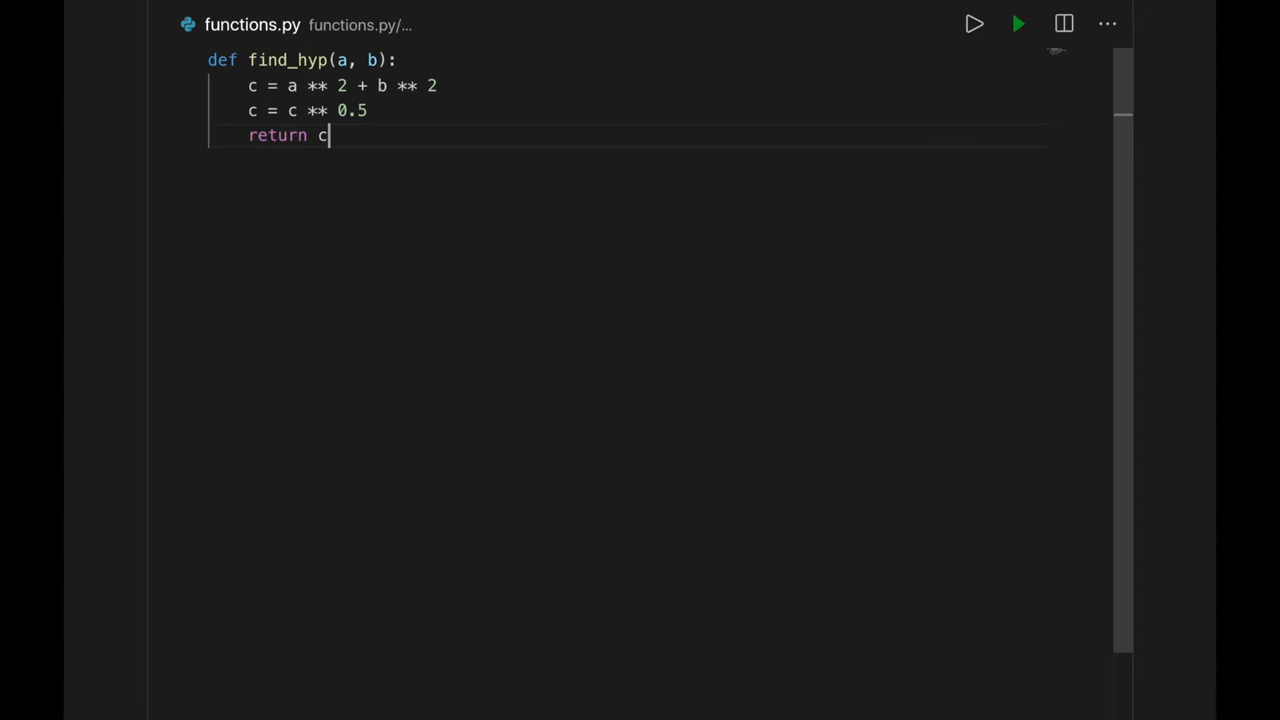 functions.py functions.py/...
def find_hyp(a, b):
    c = a ** 2 + b ** 2
    c = c ** 0.5
    return c